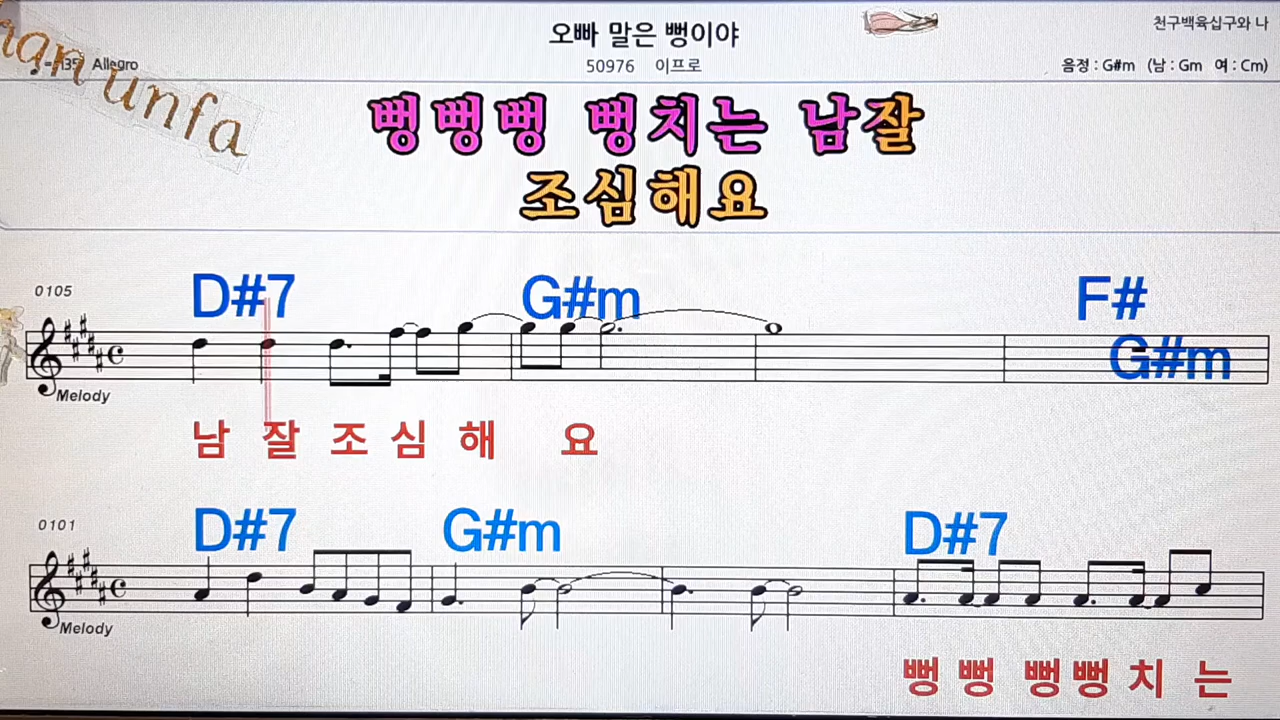 오빠 말은 뻥이야
천구백육십구와 나
=135 Allegro
50976 이프로
음정 : G#m (남 : Gm 여 : Cm)
unfa
뻥뻥뻥 뻥치는 남잘
조심해요
0105
D#7 G#m F#
G#m
Melody
남 잘 조 심 해 요
0101
D#7 G#m D#7
Melody
뻥 뻥 뻥 뻥 치 는